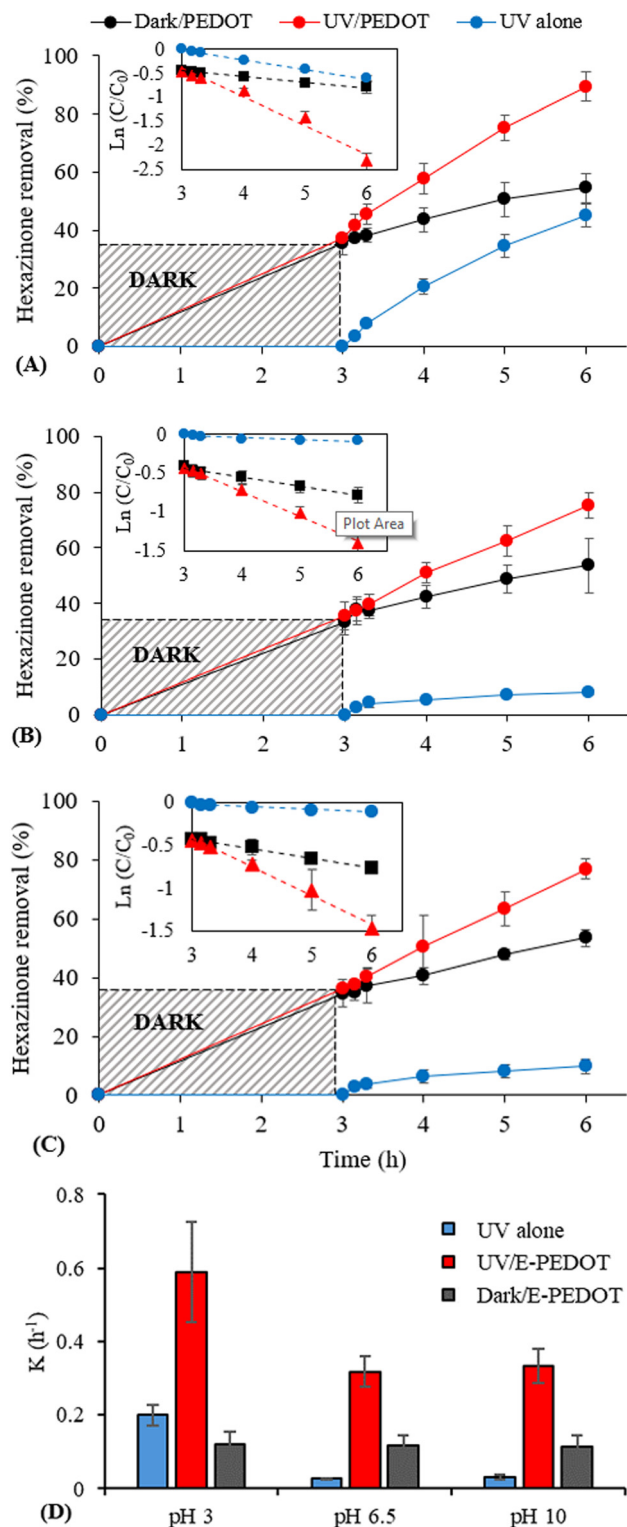 Dark/PEDOT UV/PEDOT UV alone
100
80
60
40
20
0
Hexazinone removal (%)
0
-0.5
-1
-1.5
-2
-2.5
Ln (C/C0)
3 4 5 6
DARK
0 1 2 3 4 5 6
(A)
100
80
60
40
20
0
Hexazinone removal (%)
0
-0.5
-1
-1.5
Ln (C/C0)
3 4 5 6
Plot Area
DARK
0 1 2 3 4 5 6
(B)
100
80
60
40
20
0
Hexazinone removal (%)
0
-0.5
-1
-1.5
Ln (C/C0)
3 4 5 6
DARK
0 1 2 3 4 5 6
(C)
Time (h)
0.8
0.6
0.4
0.2
0
K (h-1)
UV alone
UV/E-PEDOT
Dark/E-PEDOT
pH 3 pH 6.5 pH 10
(D)